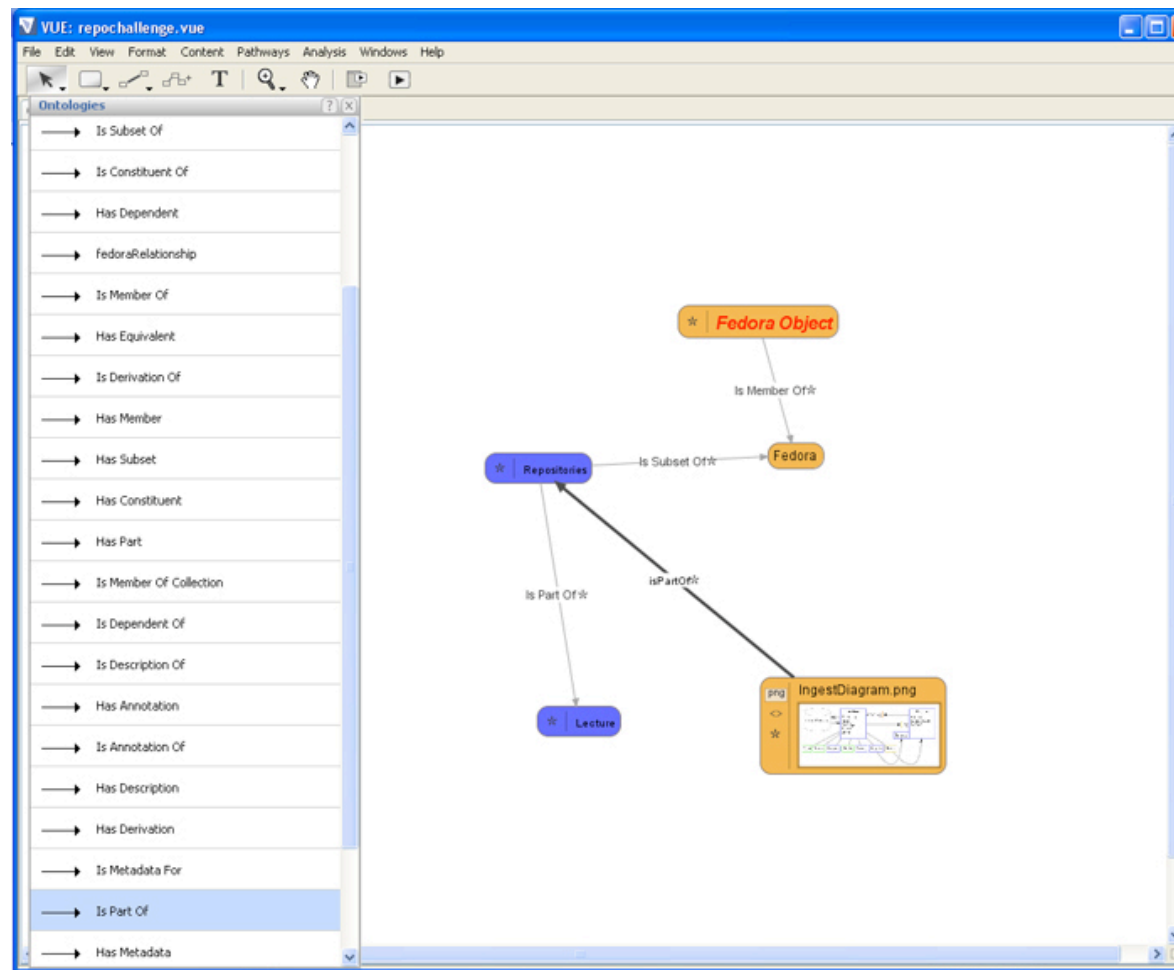 VUE: repochallenge.vue
File Edit View Format Content Pathways Analysis Windows Help
T
Ontologies
Is Subset Of
Is Constituent Of
Has Dependent
fedoraRelationship
Is Member Of
Has Equivalent
Is Derivation Of
Has Member
Has Subset
Has Constituent
Has Part
Is Member Of Collection
Is Dependent Of
Is Description Of
Has Annotation
Is Annotation Of
Has Description
Has Derivation
Is Metadata For
Is Part Of
Has Metadata
Fedora Object
Is Member Of
Fedora
Is Subset Of
Repositories
isPartOf
Is Part Of
png IngestDiagram.png
Lecture